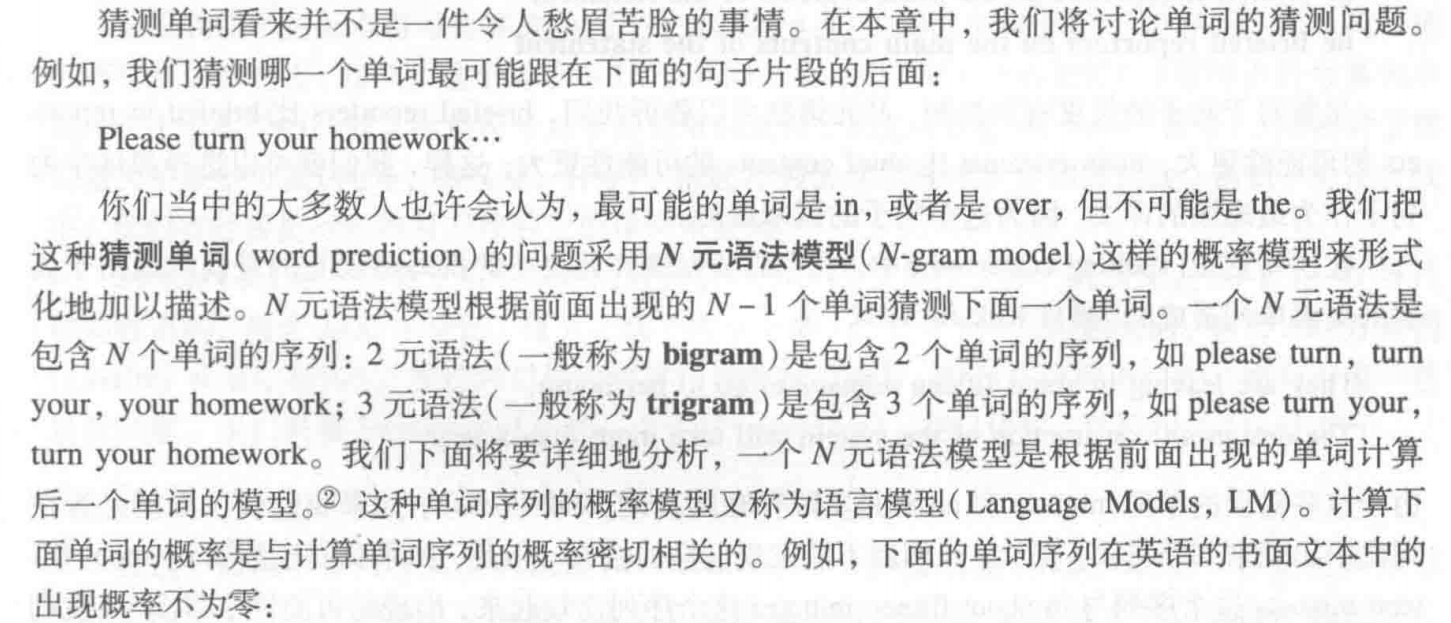 猜测单词看来并不是一件令人愁眉苦脸的事情。在本章中，我们将讨论单词的猜测问题。
例如，我们猜测哪一个单词最可能跟在下面的句子片段的后面：
Please turn your homework…
你们当中的大多数人也许会认为，最可能的单词是 in，或者是 over，但不可能是 the。我们把
这种猜测单词(word prediction)的问题采用 N 元语法模型(N-gram model)这样的概率模型来形式
化地加以描述。N 元语法模型根据前面出现的 N－1 个单词猜测下面一个单词。一个 N 元语法是
包含 N 个单词的序列：2 元语法(一般称为 bigram)是包含 2 个单词的序列，如 please turn，turn
your，your homework；3 元语法(一般称为 trigram)是包含 3 个单词的序列，如 please turn your，
turn your homework。我们下面将要详细地分析，一个 N 元语法模型是根据前面出现的单词计算
后一个单词的模型。② 这种单词序列的概率模型又称为语言模型(Language Models，LM)。计算下
面单词的概率是与计算单词序列的概率密切相关的。例如，下面的单词序列在英语的书面文本中的
出现概率不为零：